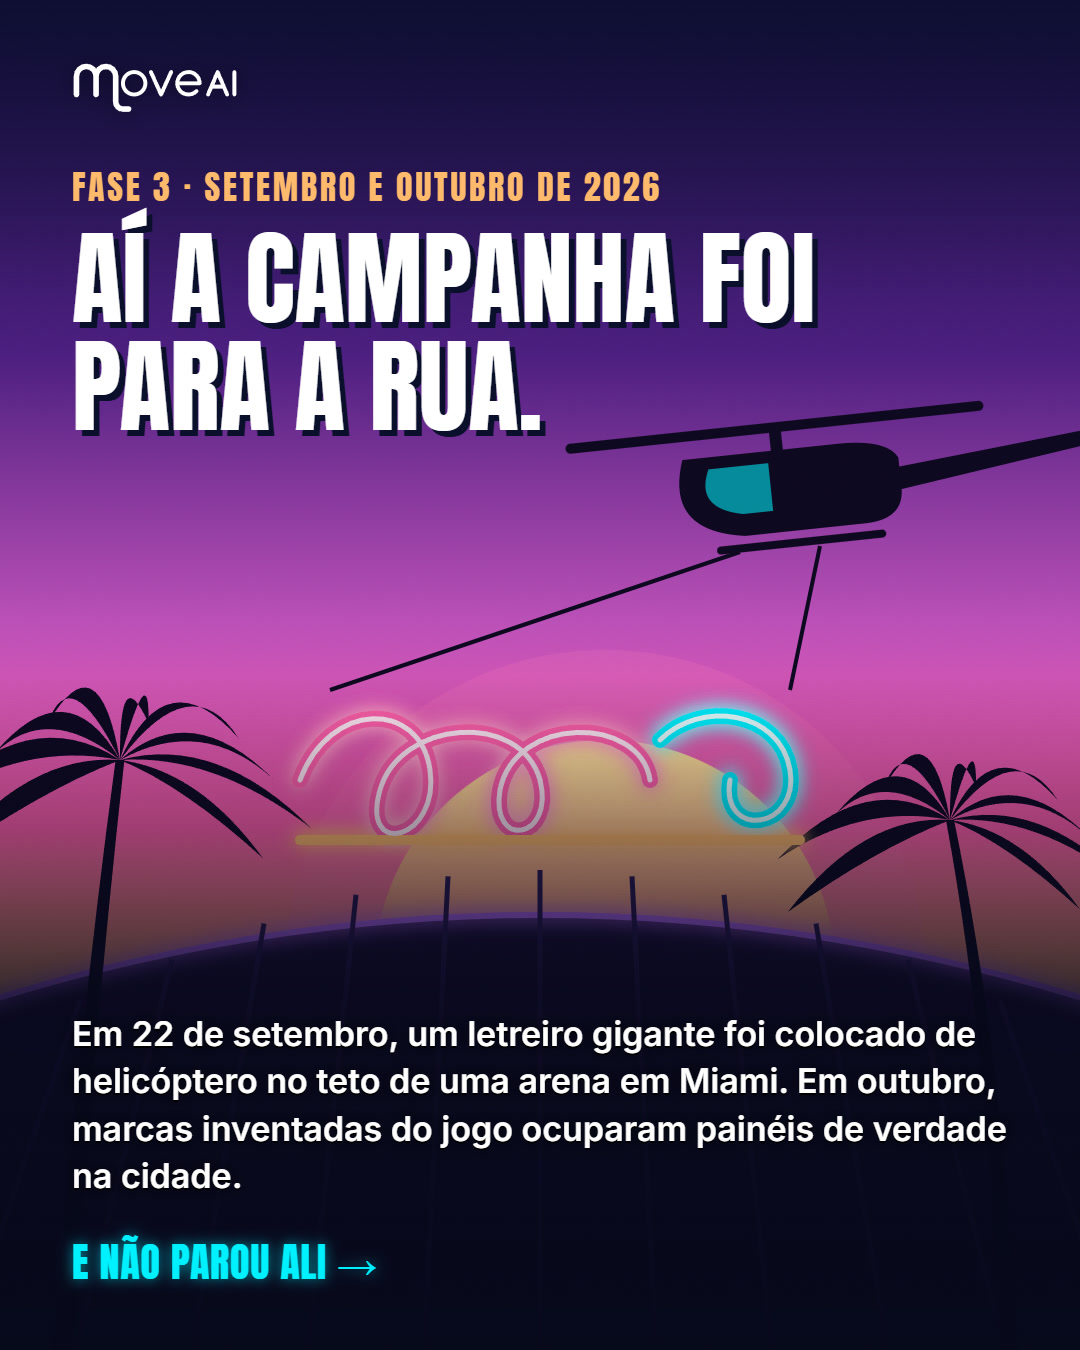 moveAI
FASE 3 · SETEMBRO E OUTUBRO DE 2026
AÍ A CAMPANHA FOI
PARA A RUA.
Em 22 de setembro, um letreiro gigante foi colocado de
helicóptero no teto de uma arena em Miami. Em outubro,
marcas inventadas do jogo ocuparam painéis de verdade
na cidade.
E NÃO PAROU ALI →